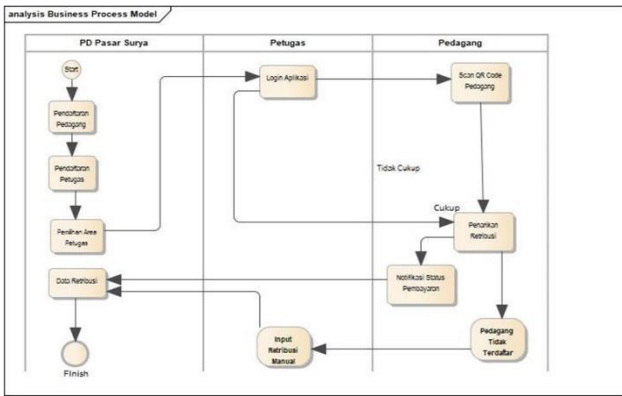 analysis Business Process Model
PD Pasar Surya
Petugas
Pedagang
Start
Pendaftaran
Pedagang
Pendaftaran
Petugas
Pemilihan Area
Petugas
Data Retribusi
Finish
Login Aplikasi
Input
Retribusi
Manual
Scan QR Code
Pedagang
Tidak Cukup
Cukup
Penarikan
Retribusi
Notifikasi Status
Pembayaran
Pedagang
Tidak
Terdaftar